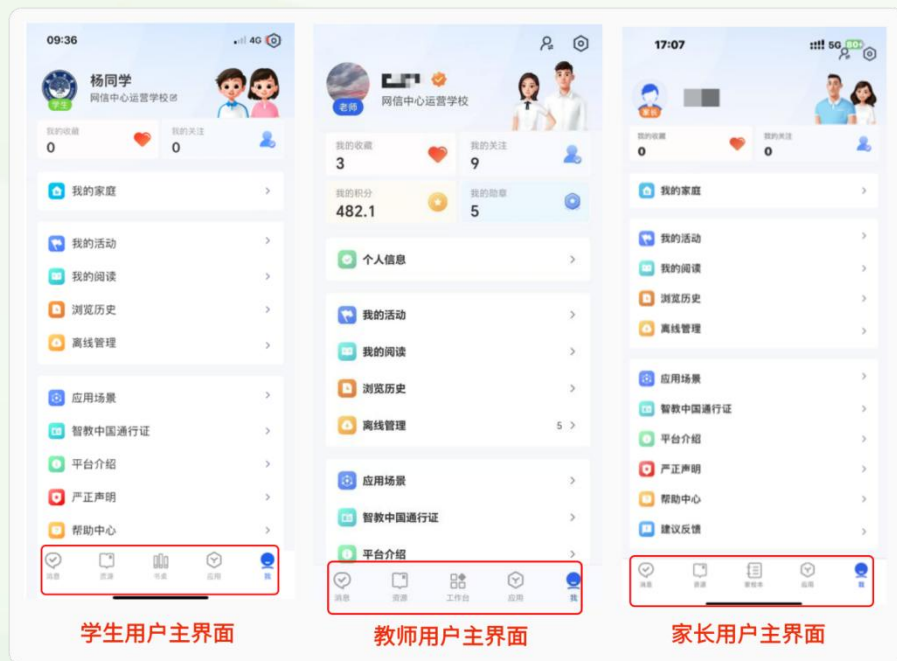 09:36
4G
杨同学
学生
网信中心运营学校
我的收藏
0
我的关注
0
我的家庭
我的活动
我的阅读
浏览历史
离线管理
应用场景
智教中国通行证
平台介绍
严正声明
帮助中心
消息
资源
书桌
应用
我
学生用户主界面
老师
网信中心运营学校
我的收藏
3
我的关注
9
我的积分
482.1
我的勋章
5
个人信息
我的活动
我的阅读
浏览历史
离线管理
5
应用场景
智教中国通行证
平台介绍
消息
资源
工作台
应用
我
教师用户主界面
17:07
5G
80+
家长
我的收藏
0
我的关注
0
我的家庭
我的活动
我的阅读
浏览历史
离线管理
应用场景
智教中国通行证
平台介绍
严正声明
帮助中心
建议反馈
消息
资源
家校本
应用
我
家长用户主界面